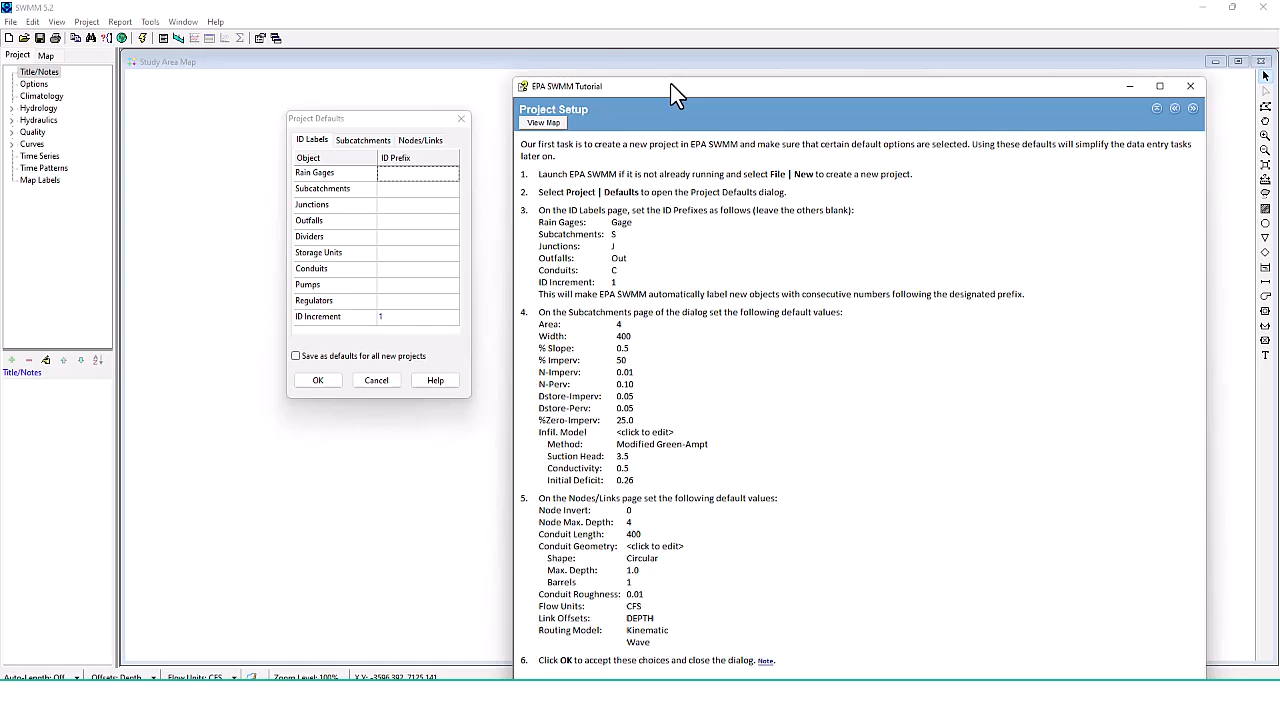 SWMM 5.2
File Edit View Project Report Tools Window Help
Project Map
Title/Notes
Options
Climatology
Hydrology
Hydraulics
Quality
Curves
Time Series
Time Patterns
Map Labels
Title/Notes
Study Area Map
Project Defaults
ID Labels Subcatchments Nodes/Links
Object ID Prefix
Rain Gages
Subcatchments
Junctions
Outfalls
Dividers
Storage Units
Conduits
Pumps
Regulators
ID Increment 1
Save as defaults for all new projects
OK Cancel Help
EPA SWMM Tutorial
Project Setup
View Map
Our first task is to create a new project in EPA SWMM and make sure that certain default options are selected. Using these defaults will simplify the data entry tasks
later on.
1. Launch EPA SWMM if it is not already running and select File | New to create a new project.
2. Select Project | Defaults to open the Project Defaults dialog.
3. On the ID Labels page, set the ID Prefixes as follows (leave the others blank):
Rain Gages: Gage
Subcatchments: S
Junctions: J
Outfalls: Out
Conduits: C
ID Increment: 1
This will make EPA SWMM automatically label new objects with consecutive numbers following the designated prefix.
4. On the Subcatchments page of the dialog set the following default values:
Area: 4
Width: 400
% Slope: 0.5
% Imperv: 50
N-Imperv: 0.01
N-Perv: 0.10
Dstore-Imperv: 0.05
Dstore-Perv: 0.05
%Zero-Imperv: 25.0
Infil. Model <click to edit>
Method: Modified Green-Ampt
Suction Head: 3.5
Conductivity: 0.5
Initial Deficit: 0.26
5. On the Nodes/Links page set the following default values:
Node Invert: 0
Node Max. Depth: 4
Conduit Length: 400
Conduit Geometry: <click to edit>
Shape: Circular
Max. Depth: 1.0
Barrels 1
Conduit Roughness: 0.01
Flow Units: CFS
Link Offsets: DEPTH
Routing Model: Kinematic
Wave
6. Click OK to accept these choices and close the dialog. Note.
Auto-Length: Off Offsets: Depth Flow Units: CFS Zoom Level: 100% X,Y: -3596.392, 7125.141